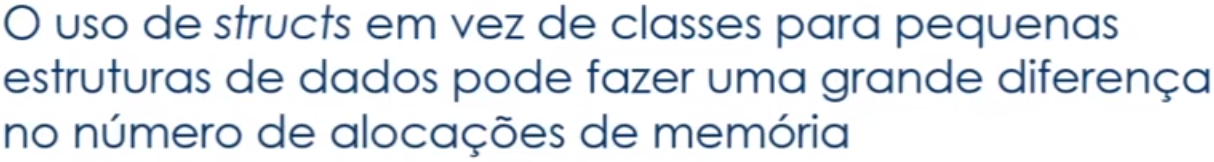 O uso de structs em vez de classes para pequenas
estruturas de dados pode fazer uma grande diferença
no número de alocações de memória